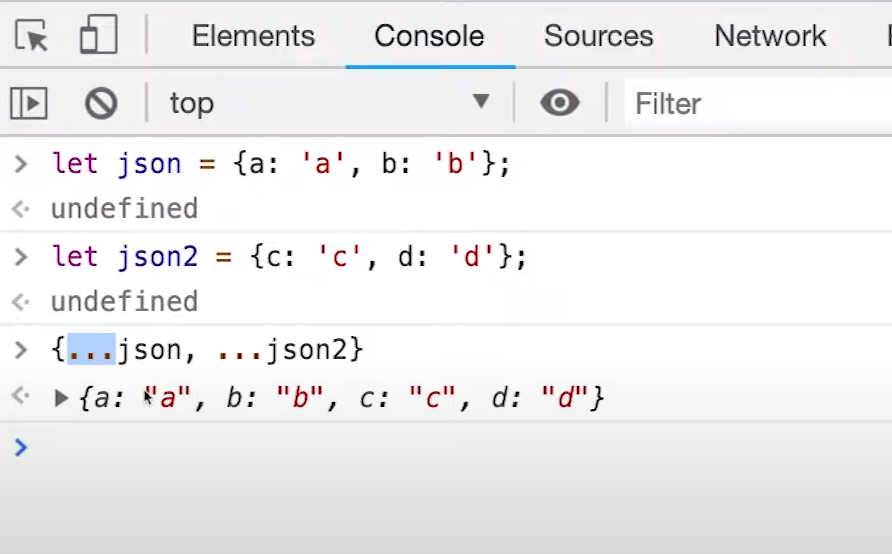 Elements Console Sources Network
top Filter
> let json = {a: 'a', b: 'b'};
undefined
> let json2 = {c: 'c', d: 'd'};
undefined
> {...json, ...json2}
{a: "a", b: "b", c: "c", d: "d"}
>